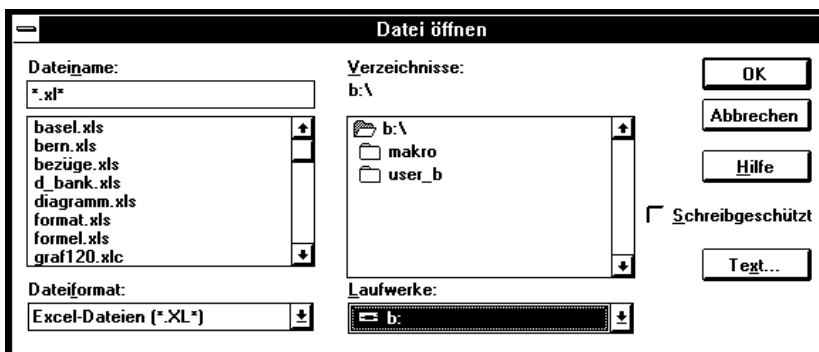 Datei öffnen
Dateiname:
*.xl*
basel.xls
bern.xls
bezüge.xls
d_bank.xls
diagramm.xls
format.xls
formel.xls
graf120.xlc
Dateiformat:
Excel-Dateien (*.XL*)
Verzeichnisse:
b:\
b:\
makro
user_b
Laufwerke:
b:
OK
Abbrechen
Hilfe
Schreibgeschützt
Text...